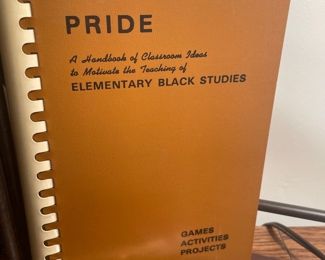 PRIDE
A Handbook of Classroom Ideas
to Motivate the Teaching of
ELEMENTARY BLACK STUDIES
GAMES
ACTIVITIES
PROJECTS